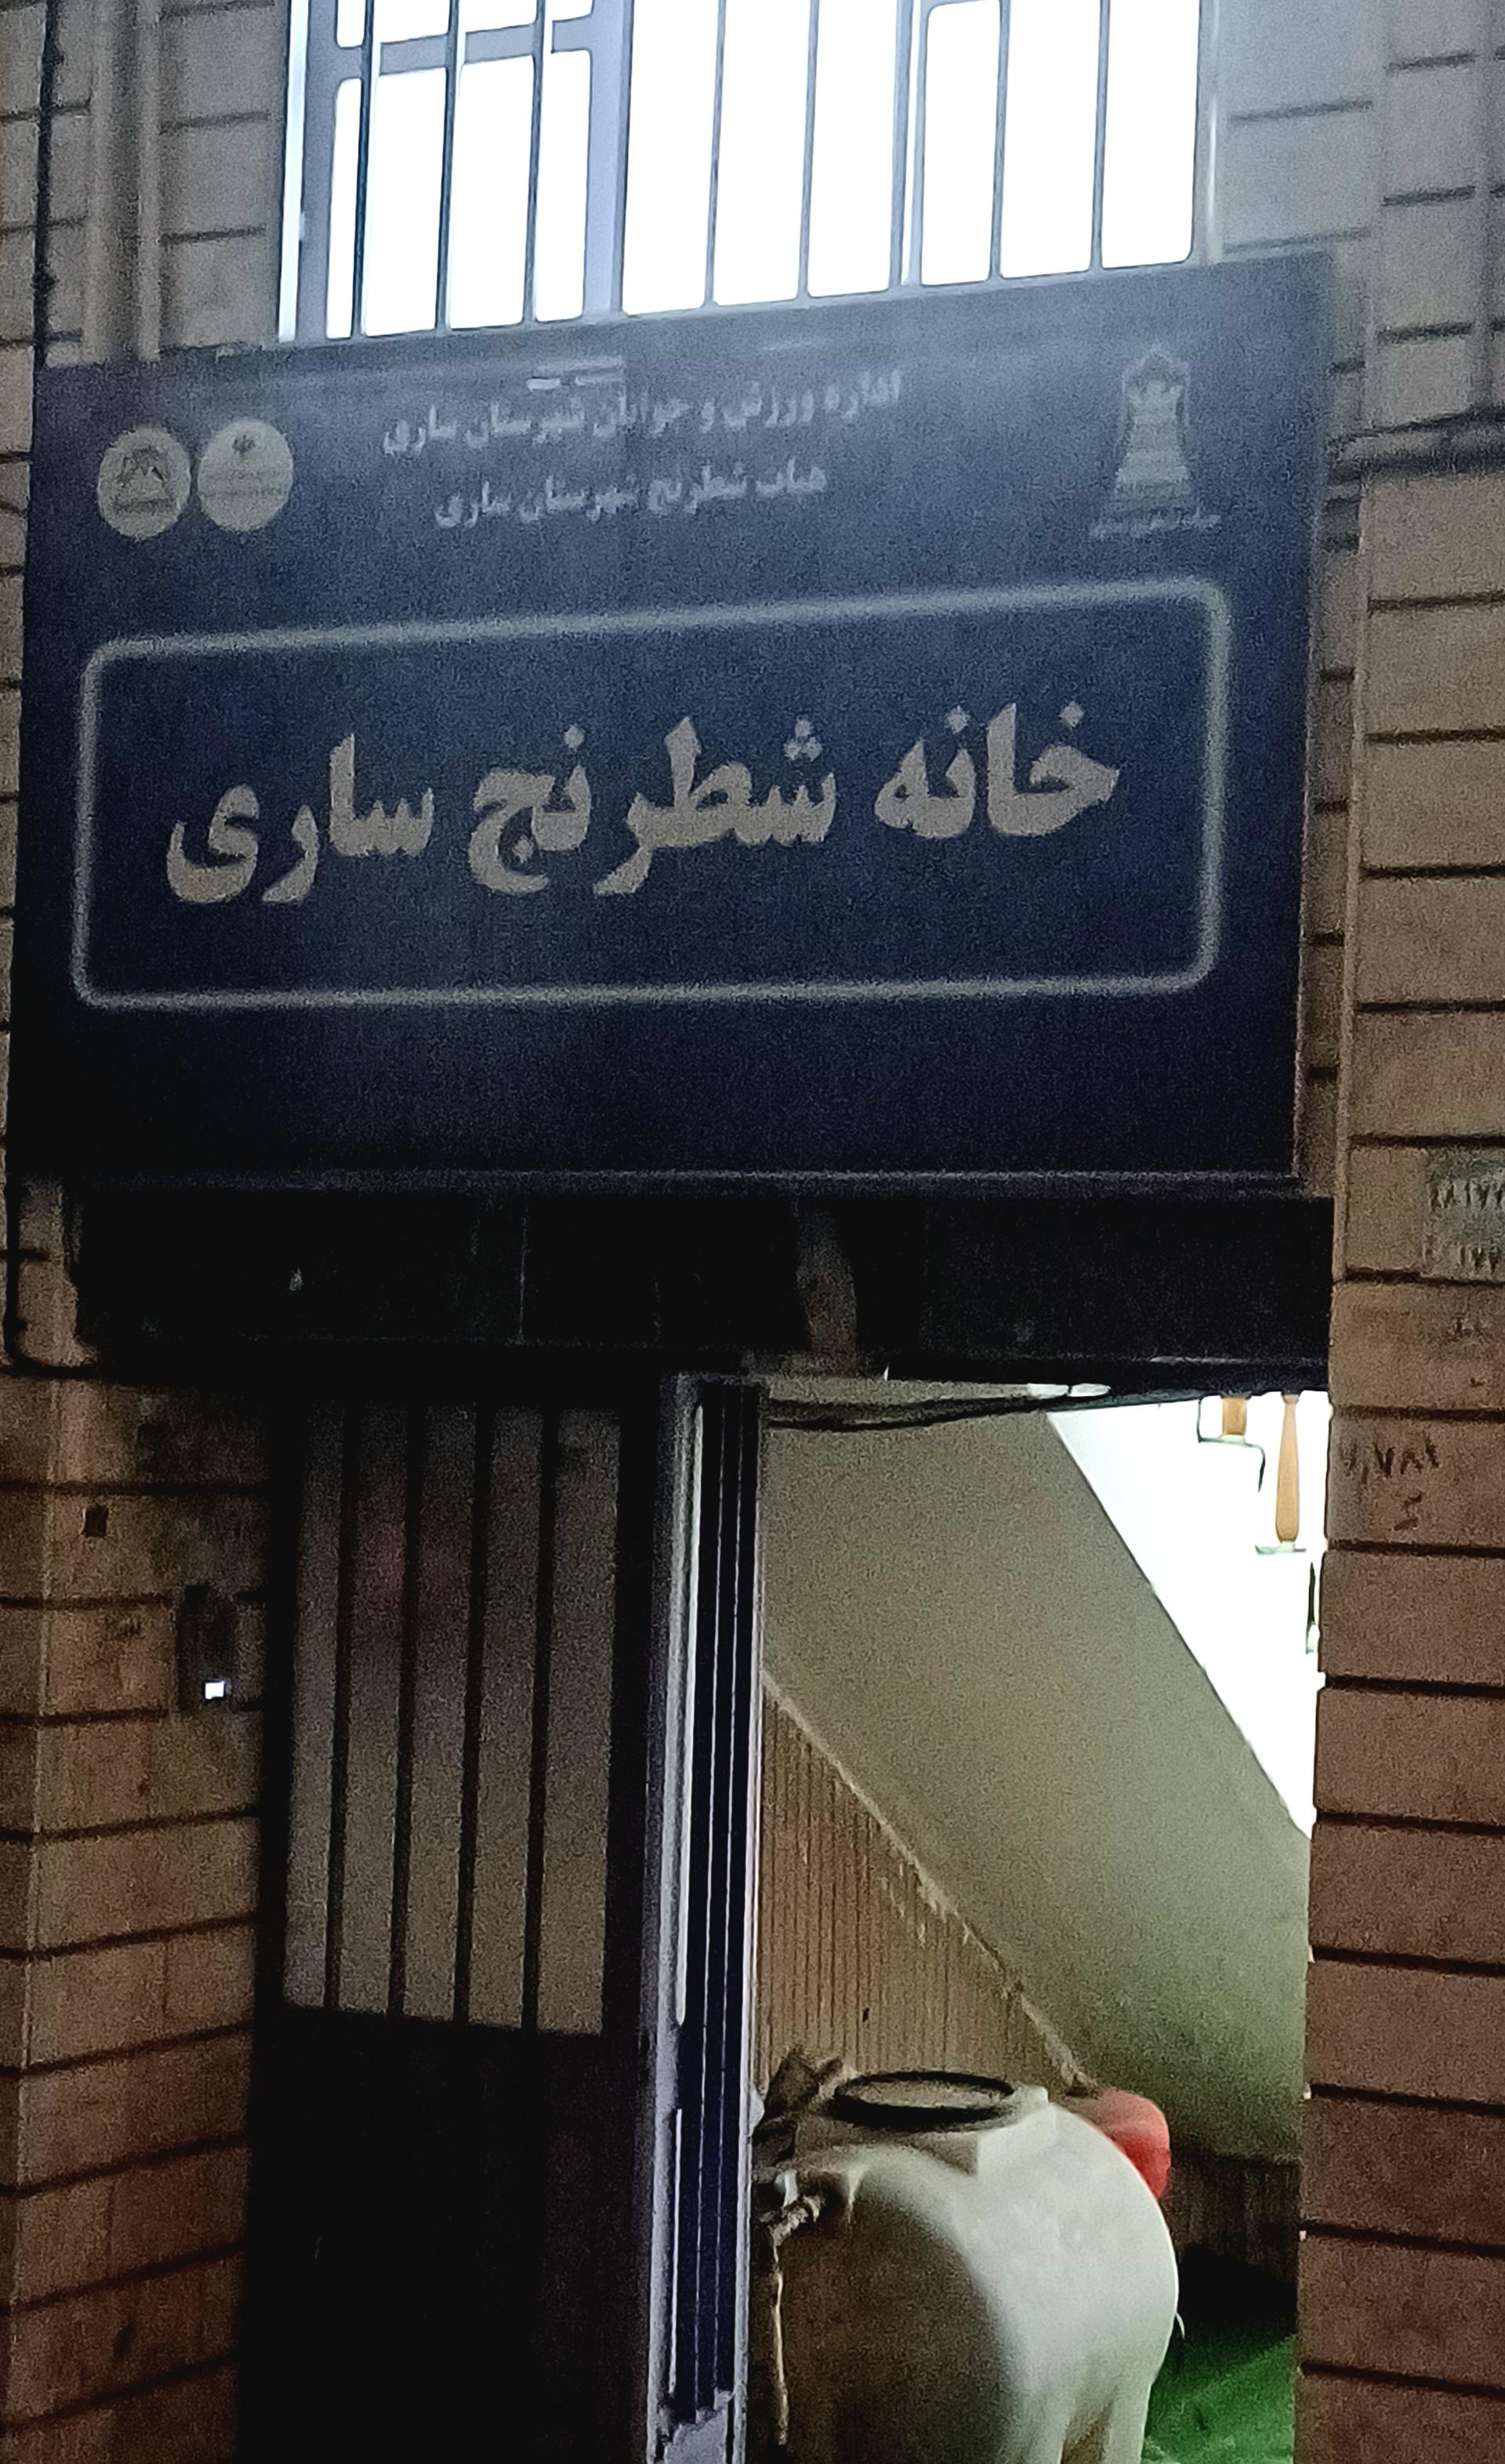 اداره ورزش و جوانان شهرستان ساری
هیات شطرنج شهرستان ساری
خانه شطرنج ساری